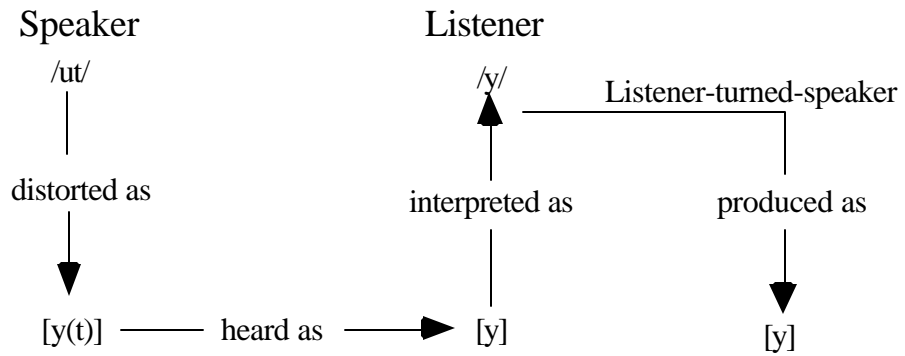 Speaker Listener
/ut/ /y/
Listener-turned-speaker
distorted as interpreted as produced as
[y(t)] heard as [y] [y]